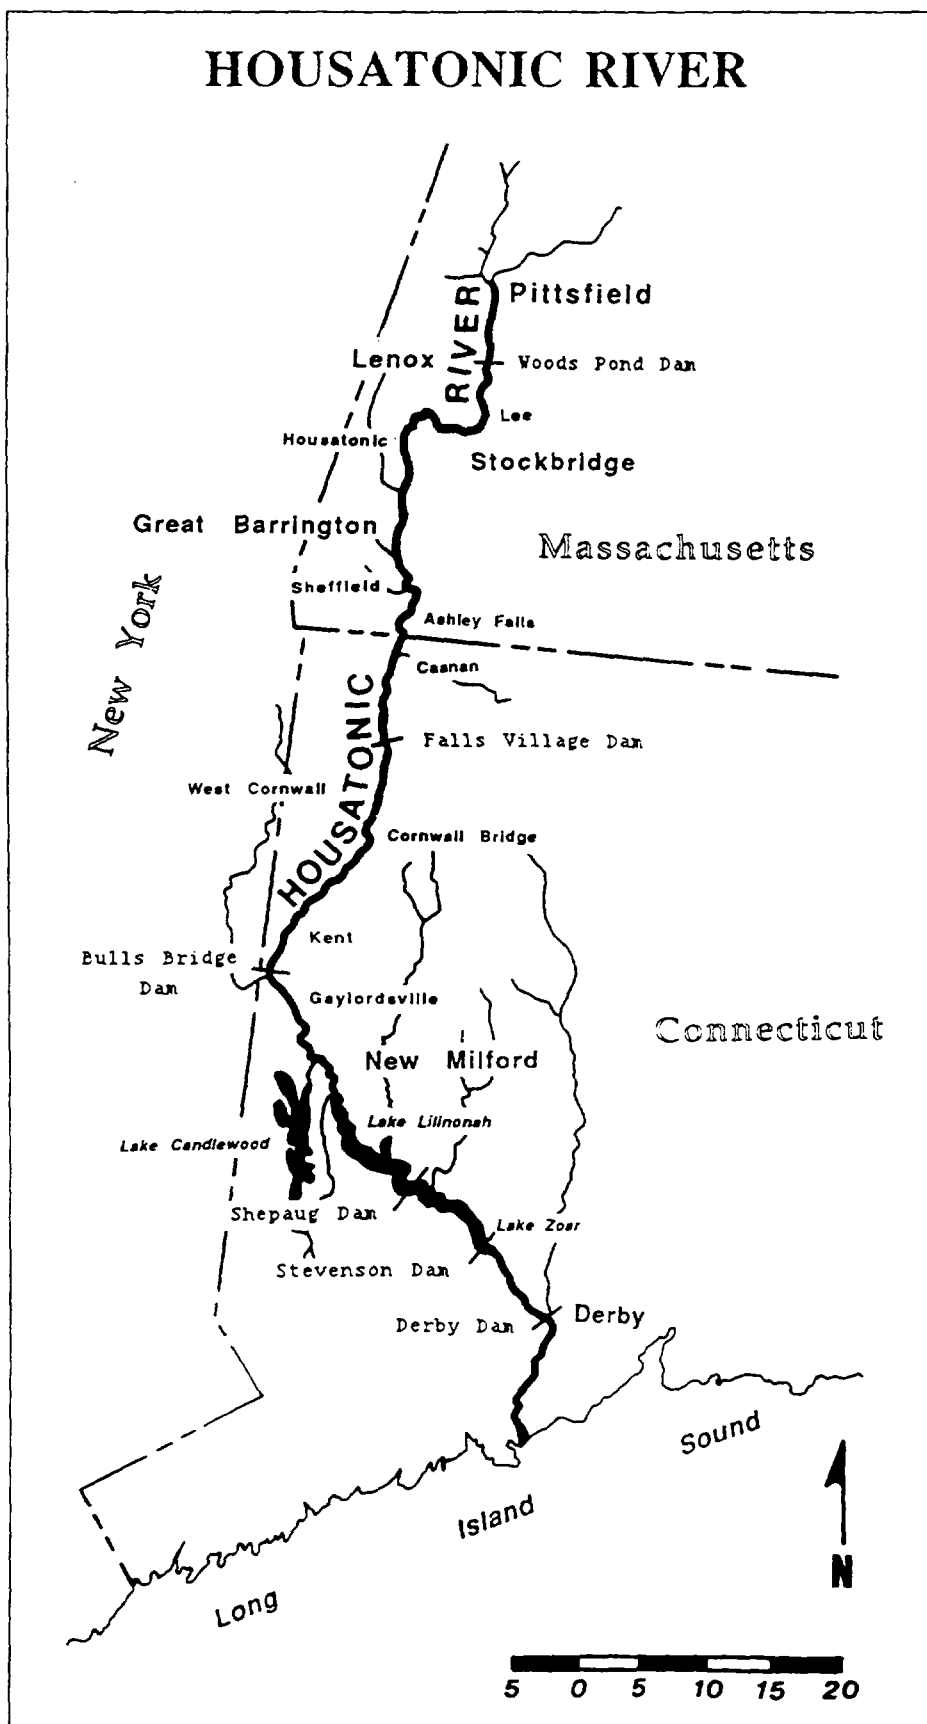 HOUSATONIC RIVER
Pittsfield
RIVER
Lenox
Woods Pond Dam
Lee
Housatonic
Stockbridge
Great Barrington
Massachusetts
Sheffield
New York
Ashley Falls
Caanan
HOUSATONIC
Falls Village Dam
West Cornwall
Cornwall Bridge
Kent
Bulls Bridge
Dam
Gaylordsville
Connecticut
New Milford
Lake Lillnonah
Lake Candlewood
Shepaug Dam
Lake Zoar
Stevenson Dam
Derby
Derby Dam
Sound
Island
Long
N
5 0 5 10 15 20